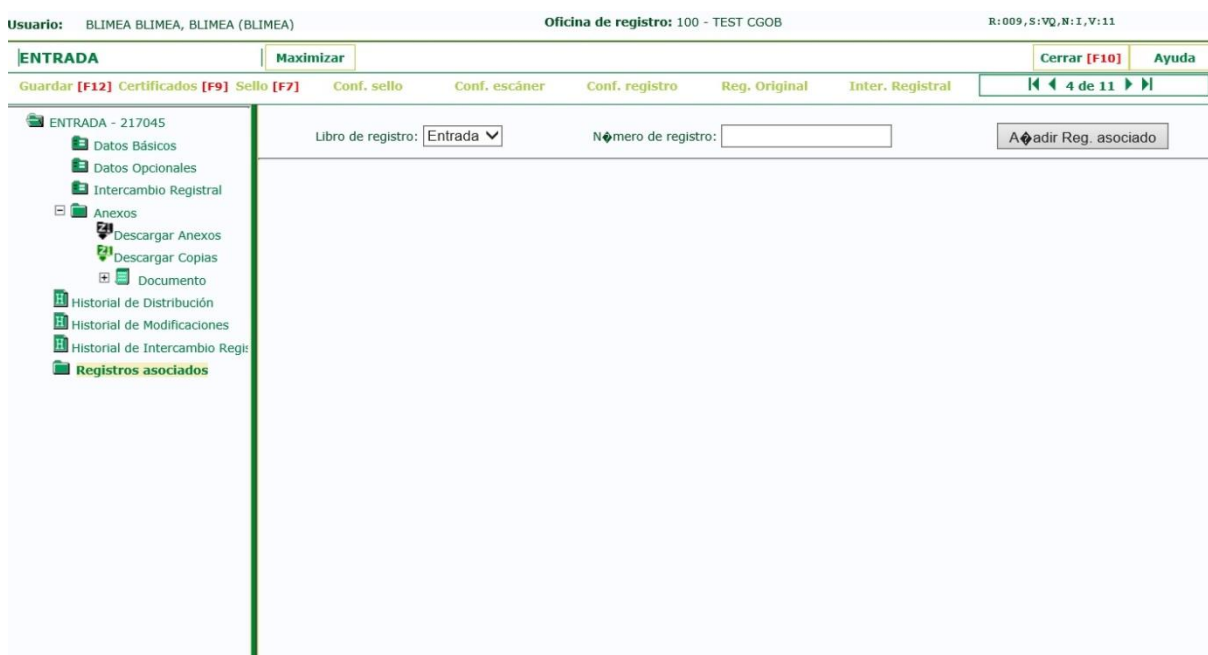 Usuario: BLIMEA BLIMEA, BLIMEA (BLIMEA) Oficina de registro: 100 - TEST CGOB R:009,S:VQ,N:I,V:11
ENTRADA Maximizar Cerrar [F10] Ayuda
Guardar [F12] Certificados [F9] Sello [F7] Conf. sello Conf. escáner Conf. registro Reg. Original Inter. Registral 4 de 11
ENTRADA - 217045
Datos Básicos
Datos Opcionales
Intercambio Registral
Anexos
Descargar Anexos
Descargar Copias
Documento
Historial de Distribución
Historial de Modificaciones
Historial de Intercambio Regis
Registros asociados
Libro de registro: Entrada N�mero de registro: A�adir Reg. asociado